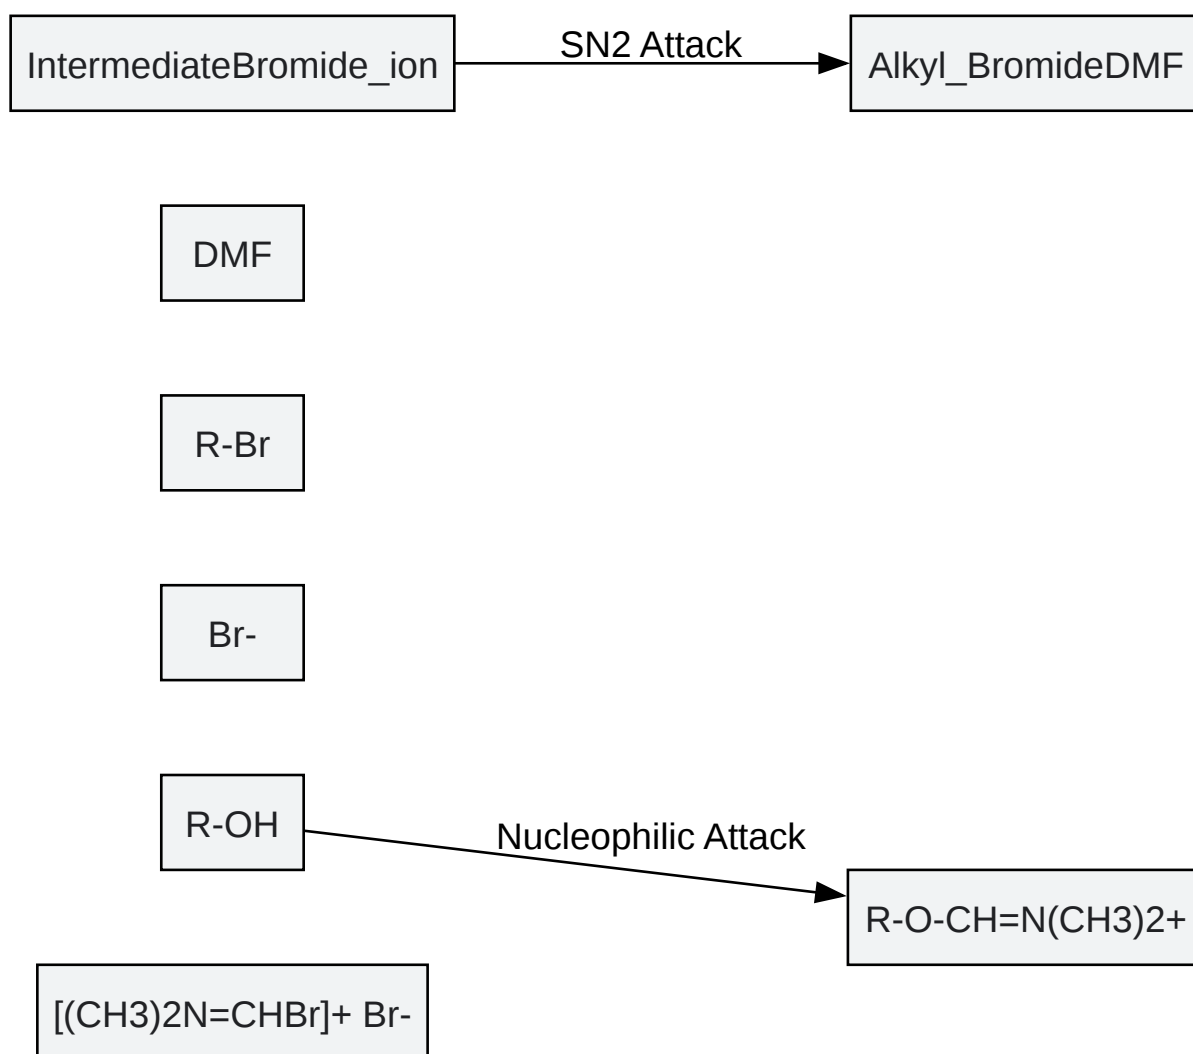 IntermediateBromide_ion
SN2 Attack
Alkyl_BromideDMF
DMF
R-Br
Br-
R-OH
Nucleophilic Attack
R-O-CH=N(CH3)2+
[(CH3)2N=CHBr]+ Br-